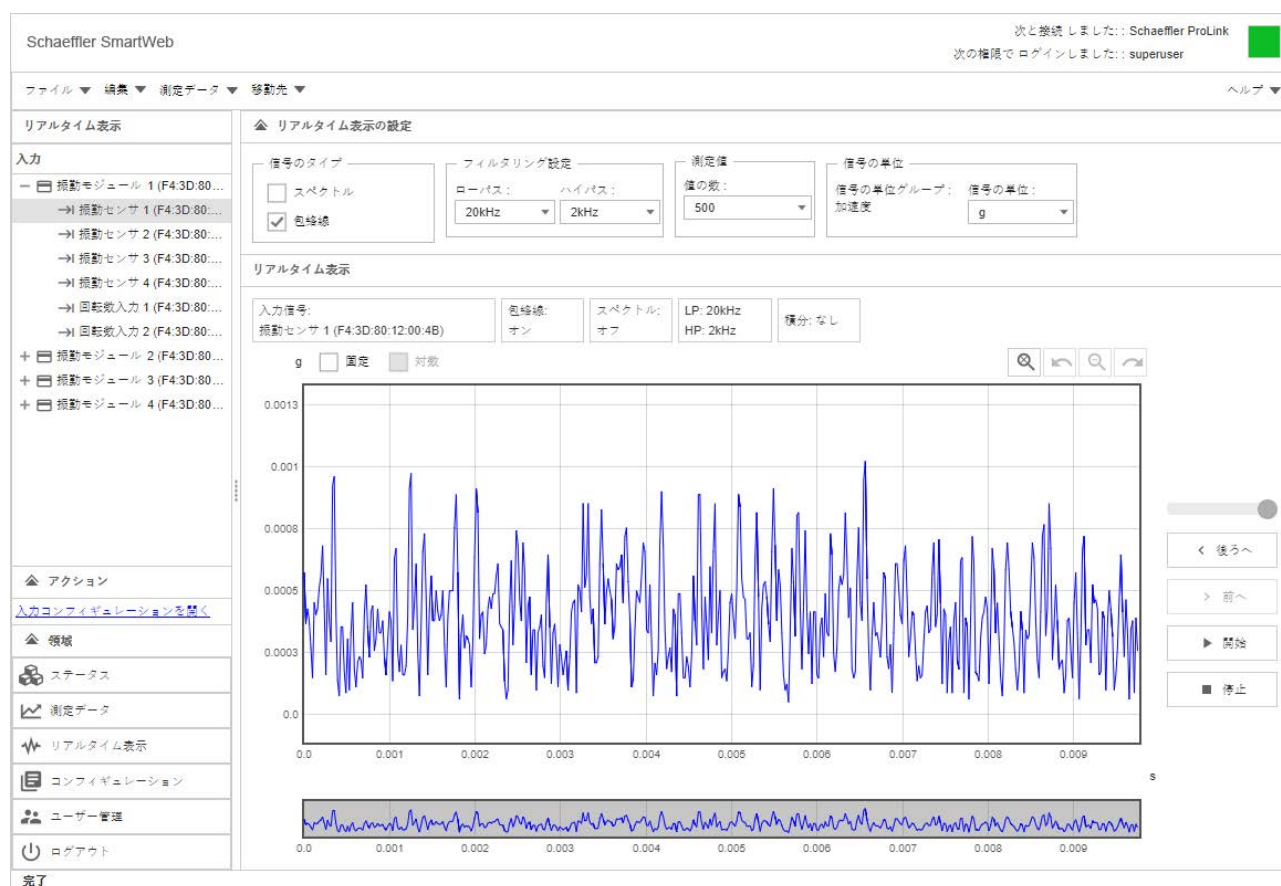 Schaeffler SmartWeb
次と接続 しました: : Schaeffler ProLink
次の権限で ログインしました: : superuser
ファイル ▼ 編集 ▼ 測定データ ▼ 移動先 ▼ ヘルプ ▼
リアルタイム表示
入力
振動モジュール 1 (F4:3D:80...
振動センサ 1 (F4:3D:80:...
振動センサ 2 (F4:3D:80:...
振動センサ 3 (F4:3D:80:...
振動センサ 4 (F4:3D:80:...
回転数入力 1 (F4:3D:80:...
回転数入力 2 (F4:3D:80:...
振動モジュール 2 (F4:3D:80...
振動モジュール 3 (F4:3D:80...
振動モジュール 4 (F4:3D:80...
アクション
入力コンフィギュレーションを開く
領域
ステータス
測定データ
リアルタイム表示
コンフィギュレーション
ユーザー管理
ログアウト
リアルタイム表示の設定
信号のタイプ
スペクトル
包絡線
フィルタリング設定
ローパス : ハイパス :
20kHz 2kHz
測定値
値の数 :
500
信号の単位
信号の単位グループ : 信号の単位 :
加速度 g
リアルタイム表示
入力信号:
振動センサ 1 (F4:3D:80:12:00:4B)
包絡線:
オン
スペクトル:
オフ
LP: 20kHz
HP: 2kHz
積分: なし
g 固定 対数
0.0013
0.001
0.0008
0.0005
0.0003
0.0
0.0 0.001 0.002 0.003 0.004 0.005 0.006 0.007 0.008 0.009
s
0.0 0.001 0.002 0.003 0.004 0.005 0.006 0.007 0.008 0.009
< 後ろへ
> 前へ
▶ 開始
■ 停止
完了